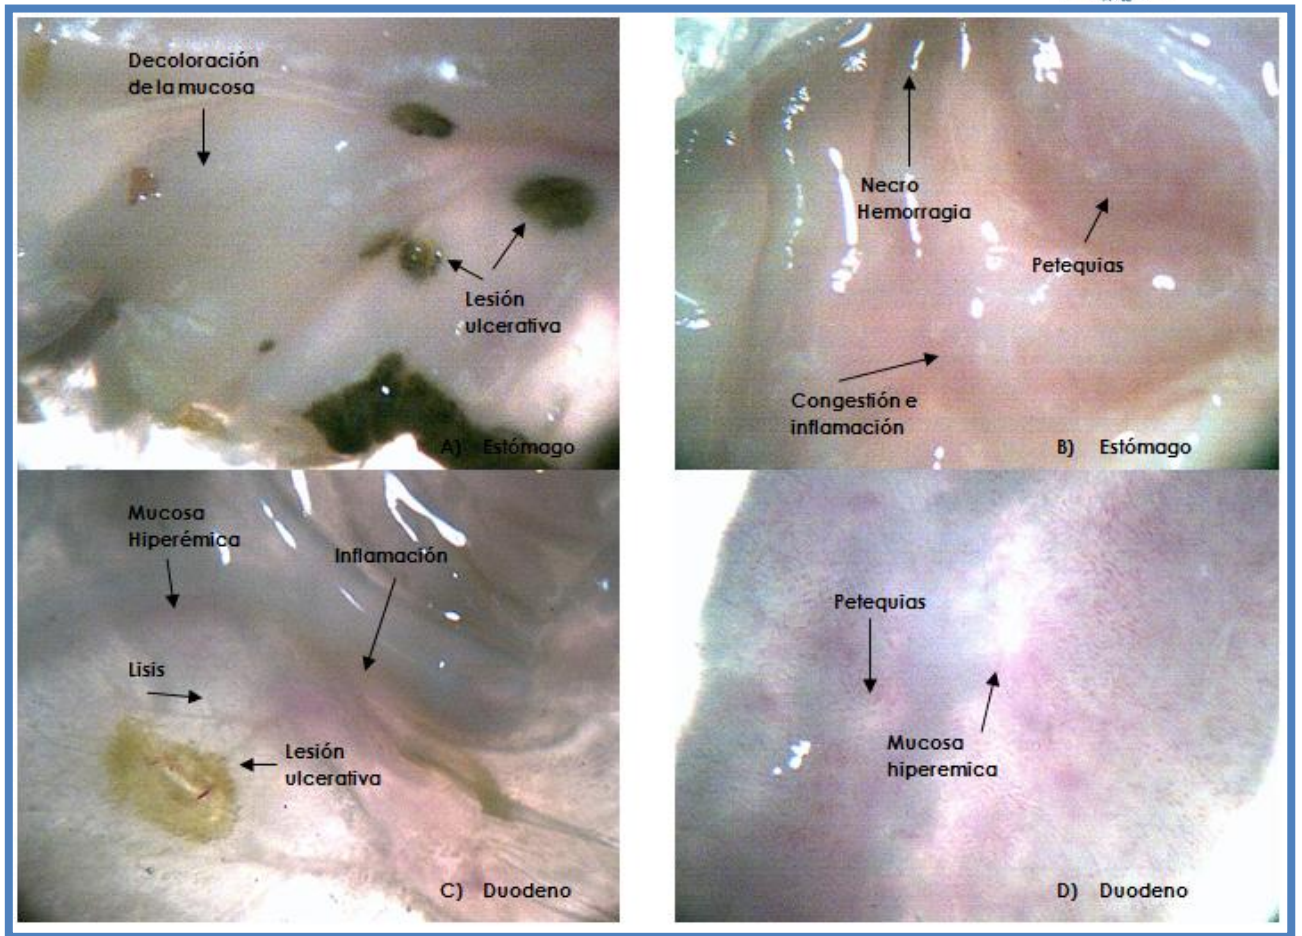 Decoloración
de la mucosa
Lesión
ulcerativa
A) Estómago
Necro
Hemorragia
Petequias
Congestión e
inflamación
B) Estómago
Mucosa
Hiperémica
Inflamación
Lisis
Lesión
ulcerativa
C) Duodeno
Petequias
Mucosa
hiperemica
D) Duodeno